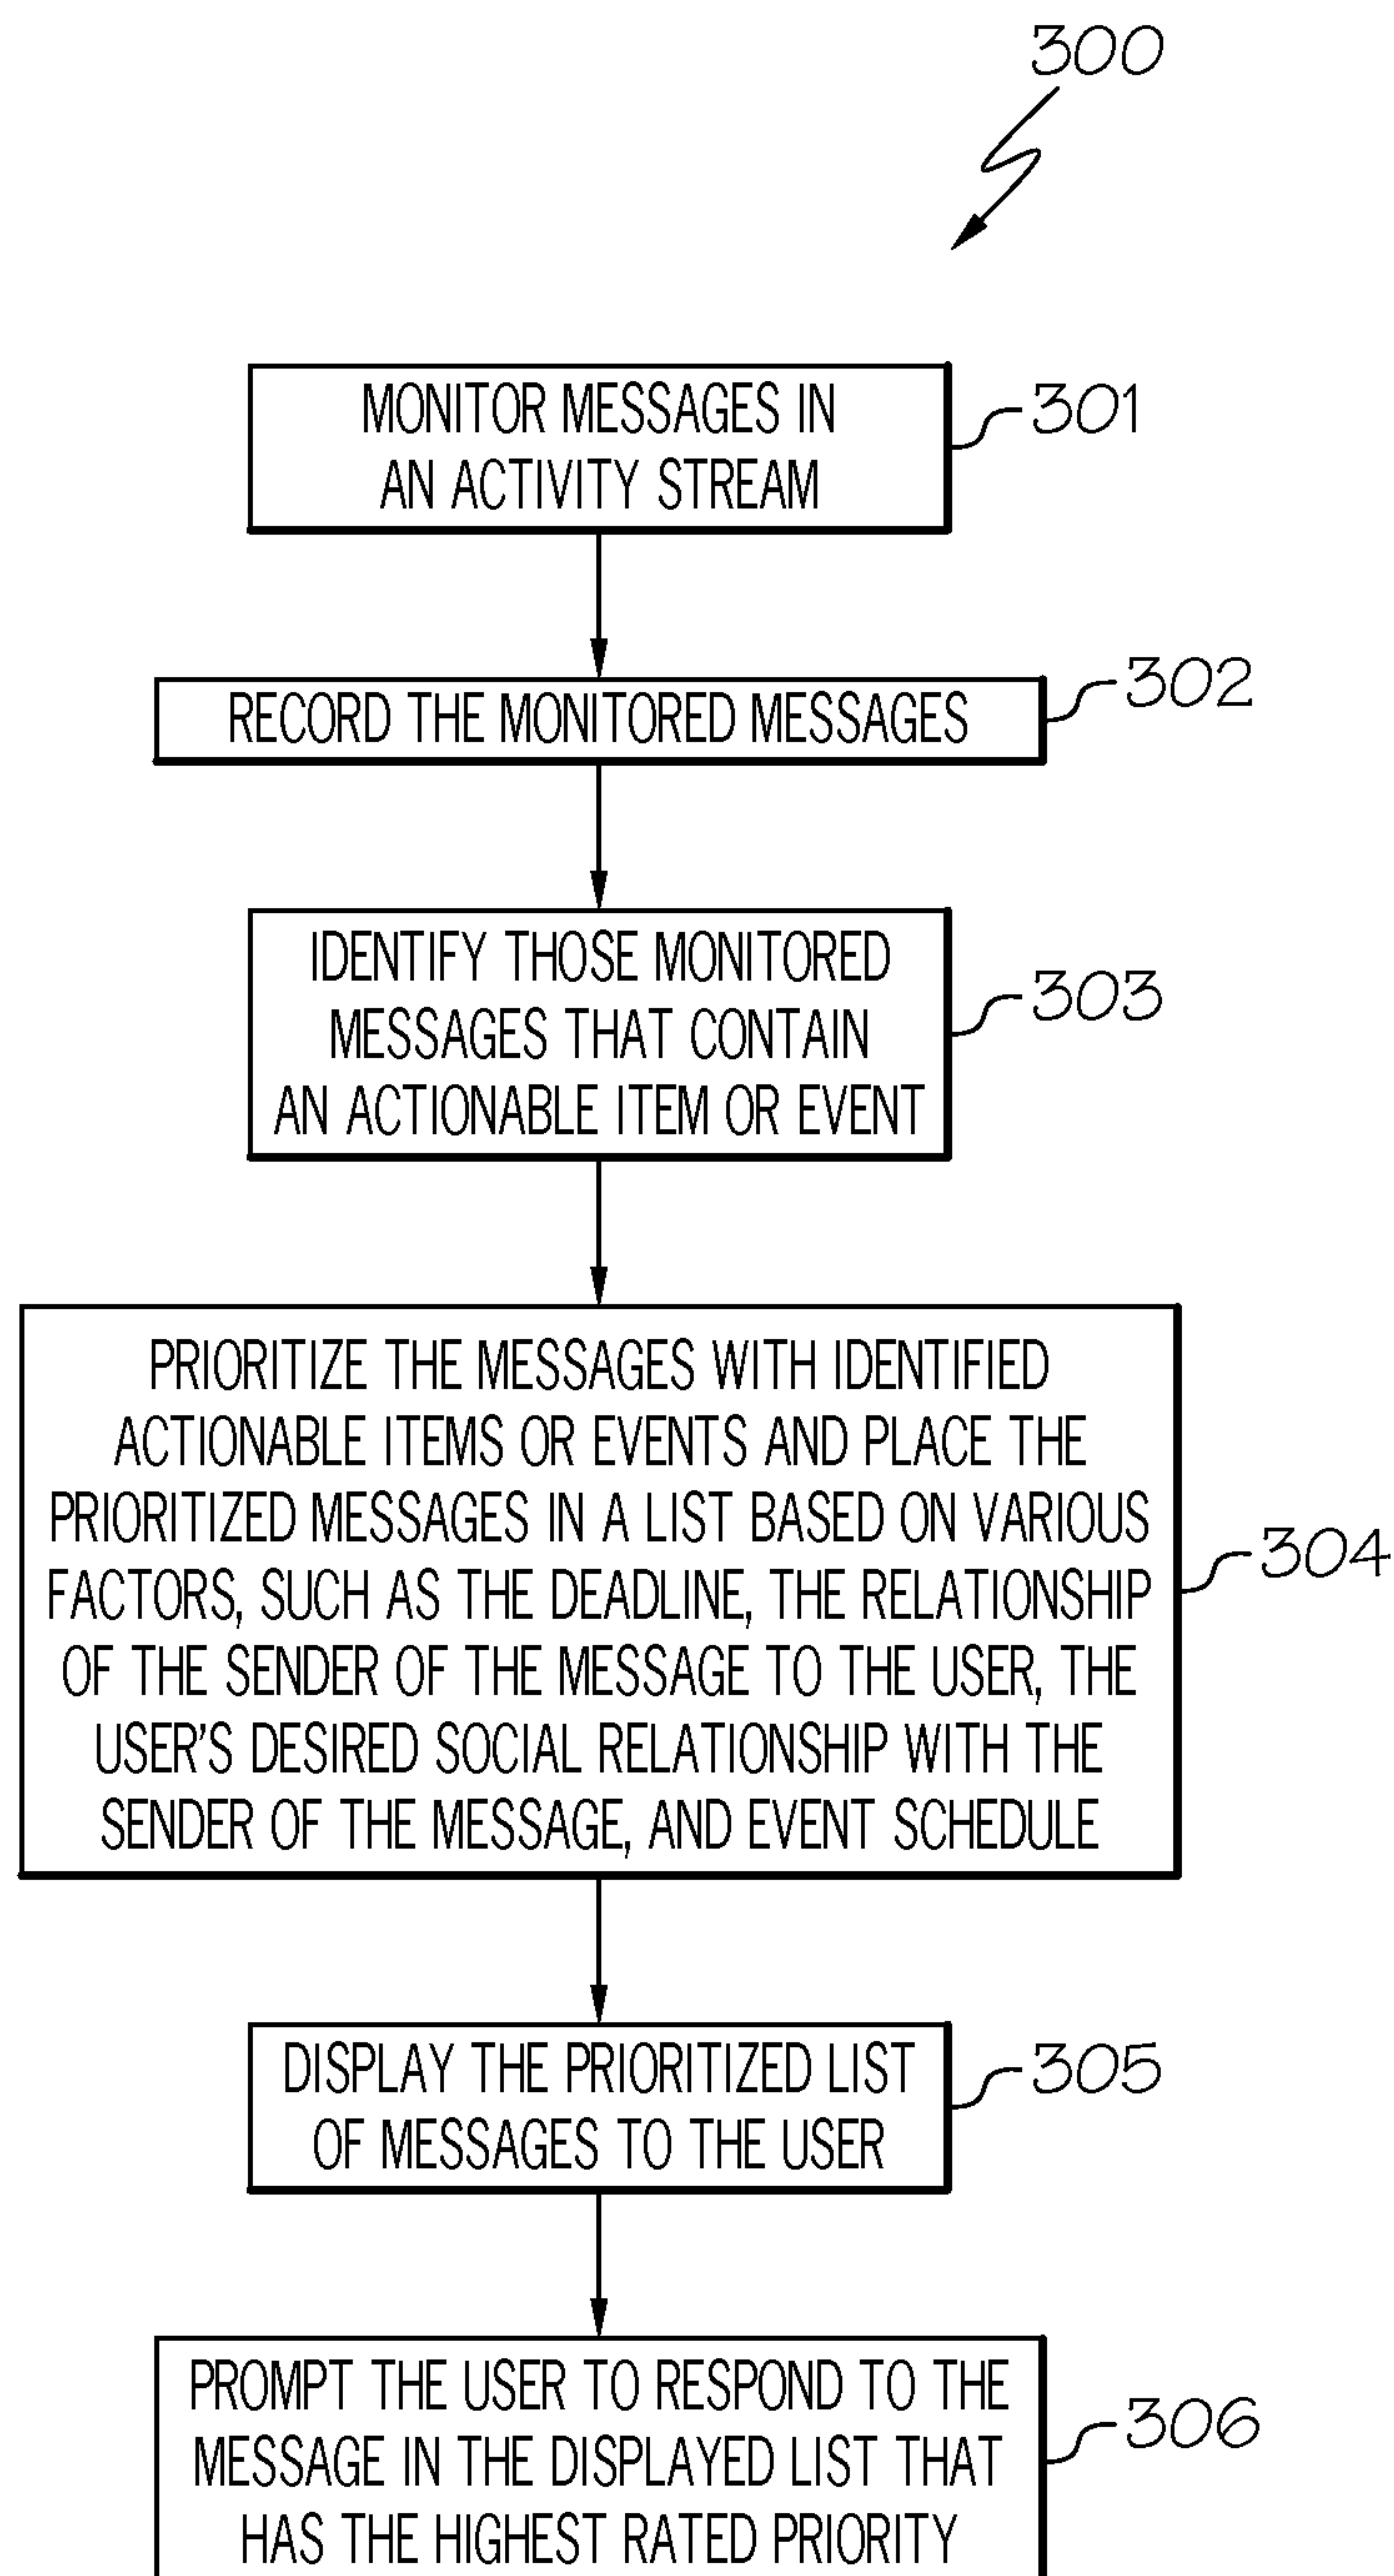 300
MONITOR MESSAGES IN
AN ACTIVITY STREAM
301
RECORD THE MONITORED MESSAGES
302
IDENTIFY THOSE MONITORED
MESSAGES THAT CONTAIN
AN ACTIONABLE ITEM OR EVENT
303
PRIORITIZE THE MESSAGES WITH IDENTIFIED
ACTIONABLE ITEMS OR EVENTS AND PLACE THE
PRIORITIZED MESSAGES IN A LIST BASED ON VARIOUS
FACTORS, SUCH AS THE DEADLINE, THE RELATIONSHIP
OF THE SENDER OF THE MESSAGE TO THE USER, THE
USER'S DESIRED SOCIAL RELATIONSHIP WITH THE
SENDER OF THE MESSAGE, AND EVENT SCHEDULE
304
DISPLAY THE PRIORITIZED LIST
OF MESSAGES TO THE USER
305
PROMPT THE USER TO RESPOND TO THE
MESSAGE IN THE DISPLAYED LIST THAT
HAS THE HIGHEST RATED PRIORITY
306